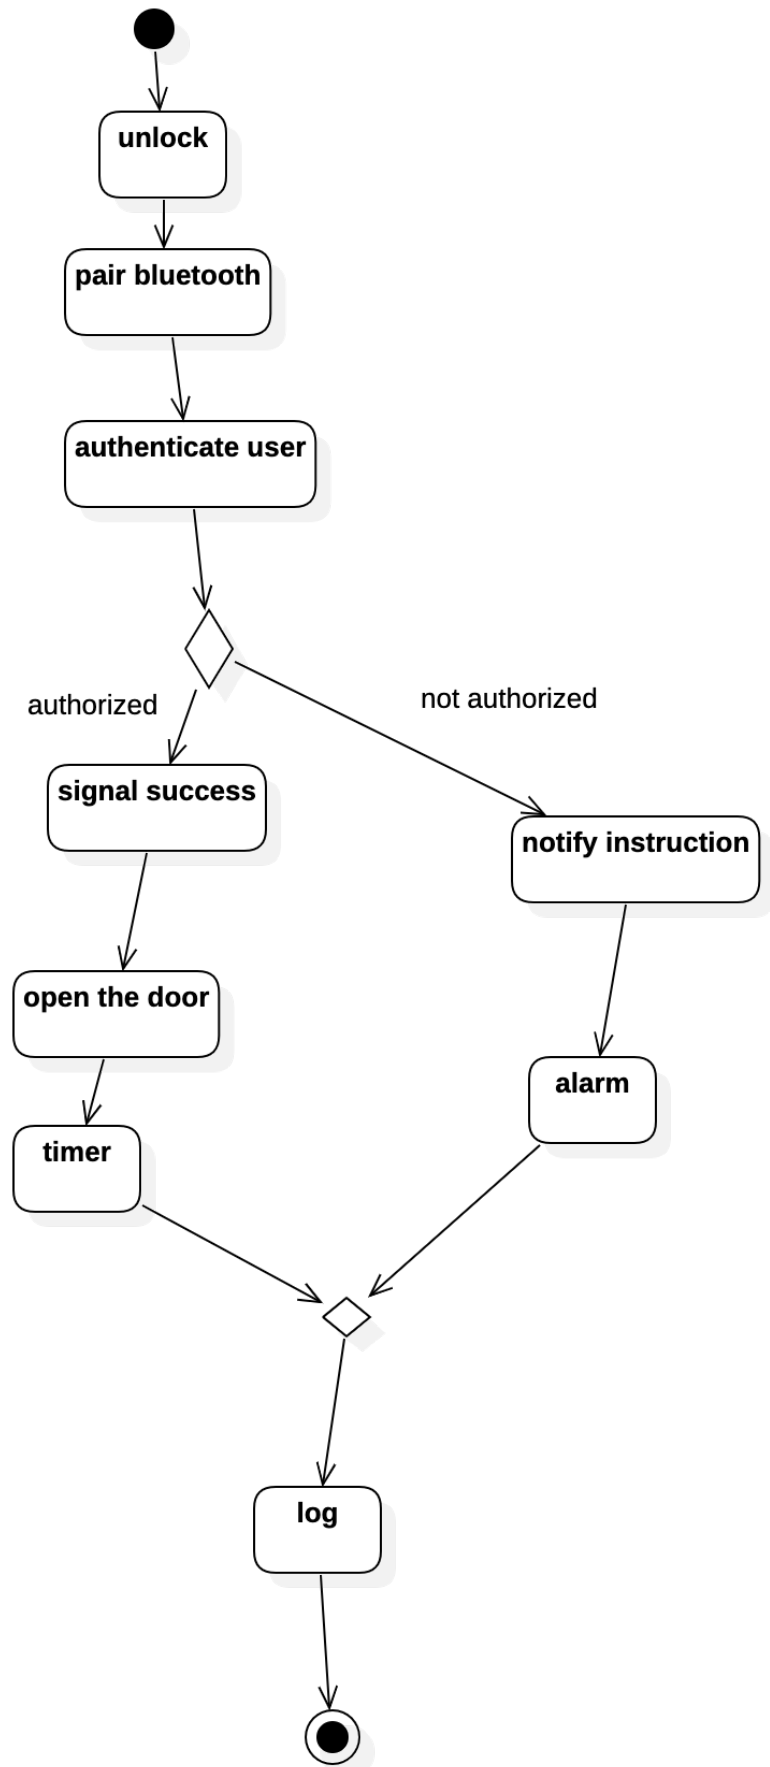 unlock
pair bluetooth
authenticate user
authorized
not authorized
signal success
notify instruction
open the door
alarm
timer
log